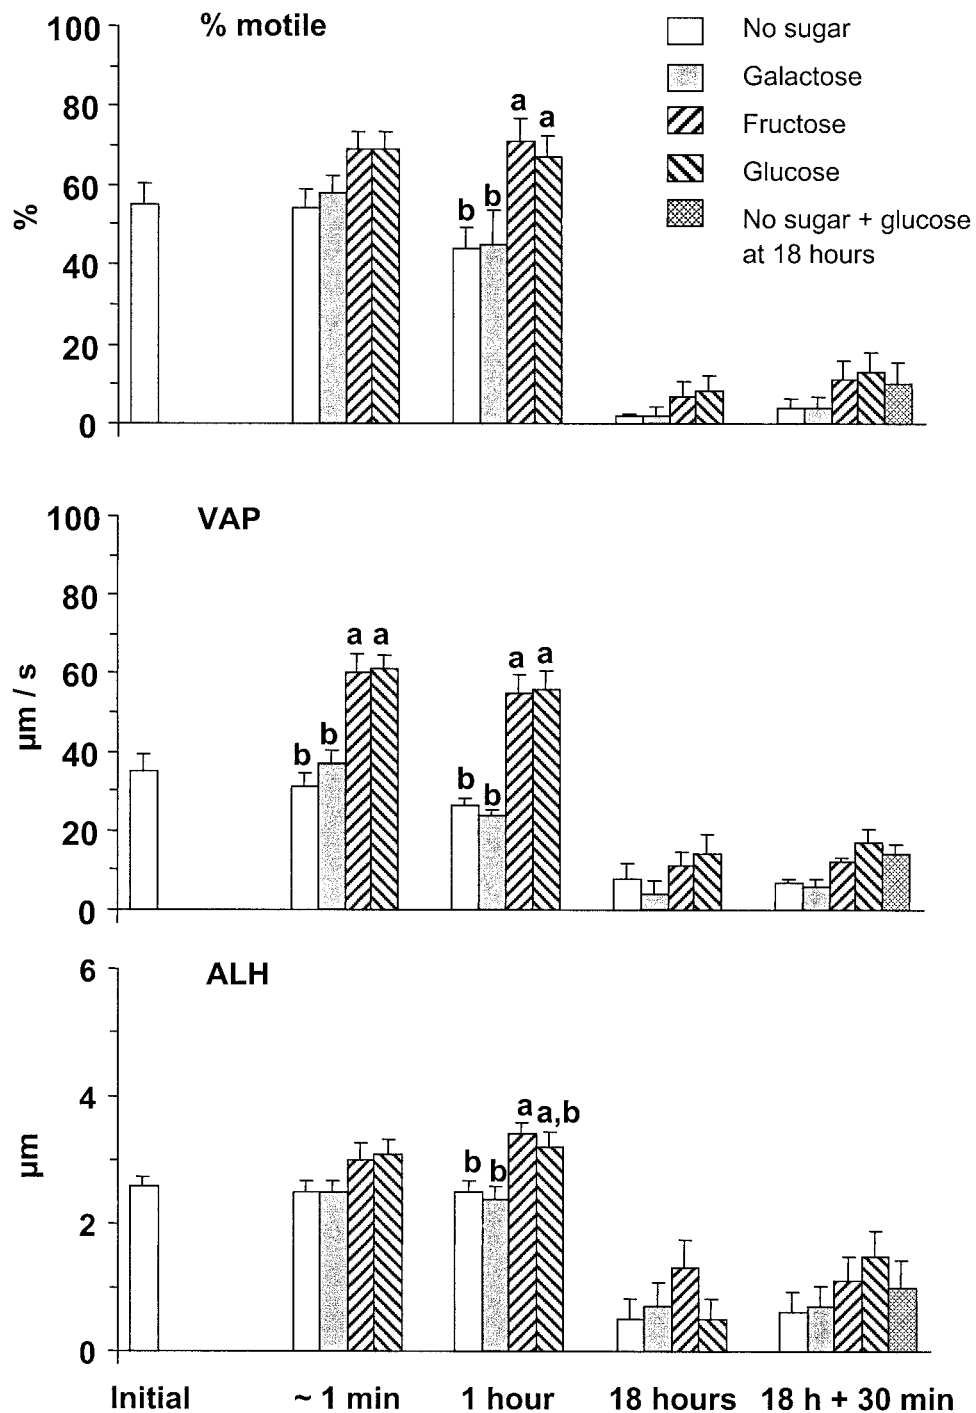 % motile
No sugar
Galactose
Fructose
Glucose
No sugar + glucose
at 18 hours
100
80
60
40
20
0
%
a
a
b
b
VAP
100
80
60
40
20
0
µm / s
b
b
a
a
b
b
a
a
ALH
6
4
2
0
µm
b
b
a
a,b
Initial
~ 1 min
1 hour
18 hours
18 h + 30 min